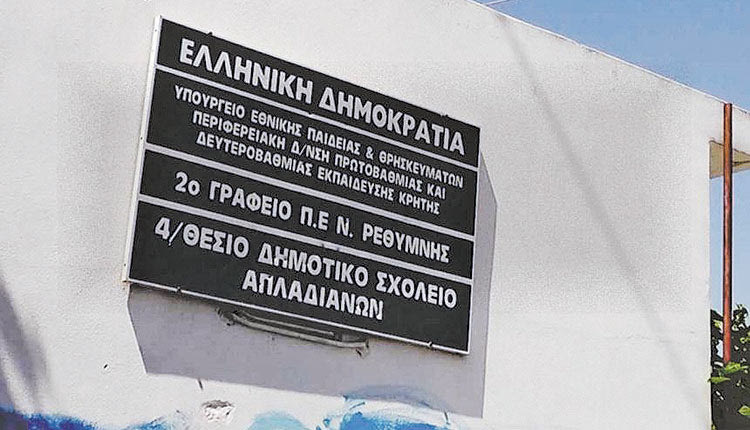 ΕΛΛΗΝΙΚΗ ΔΗΜΟΚΡΑΤΙΑ
ΥΠΟΥΡΓΕΙΟ ΕΘΝΙΚΗΣ ΠΑΙΔΕΙΑΣ & ΘΡΗΣΚΕΥΜΑΤΩΝ
ΠΕΡΙΦΕΡΕΙΑΚΗ Δ/ΝΣΗ ΠΡΩΤΟΒΑΘΜΙΑΣ ΚΑΙ
ΔΕΥΤΕΡΟΒΑΘΜΙΑΣ ΕΚΠΑΙΔΕΥΣΗΣ ΚΡΗΤΗΣ
2ο ΓΡΑΦΕΙΟ Π.Ε Ν. ΡΕΘΥΜΝΗΣ
4/ΘΕΣΙΟ ΔΗΜΟΤΙΚΟ ΣΧΟΛΕΙΟ
ΑΠΛΑΔΙΑΝΩΝ